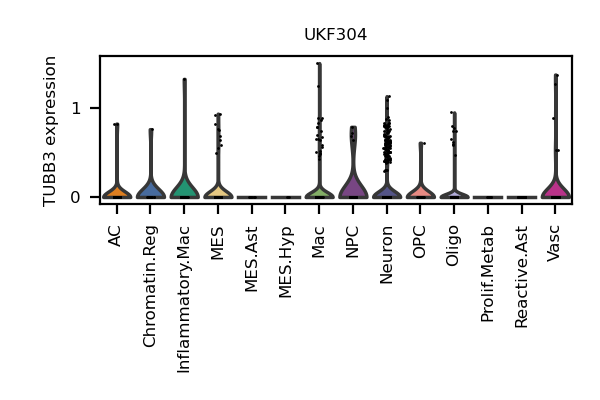 UKF304
TUBB3 expression
1
0
AC
Chromatin.Reg
Inflammatory.Mac
MES
MES.Ast
MES.Hyp
Mac
NPC
Neuron
OPC
Oligo
Prolif.Metab
Reactive.Ast
Vasc